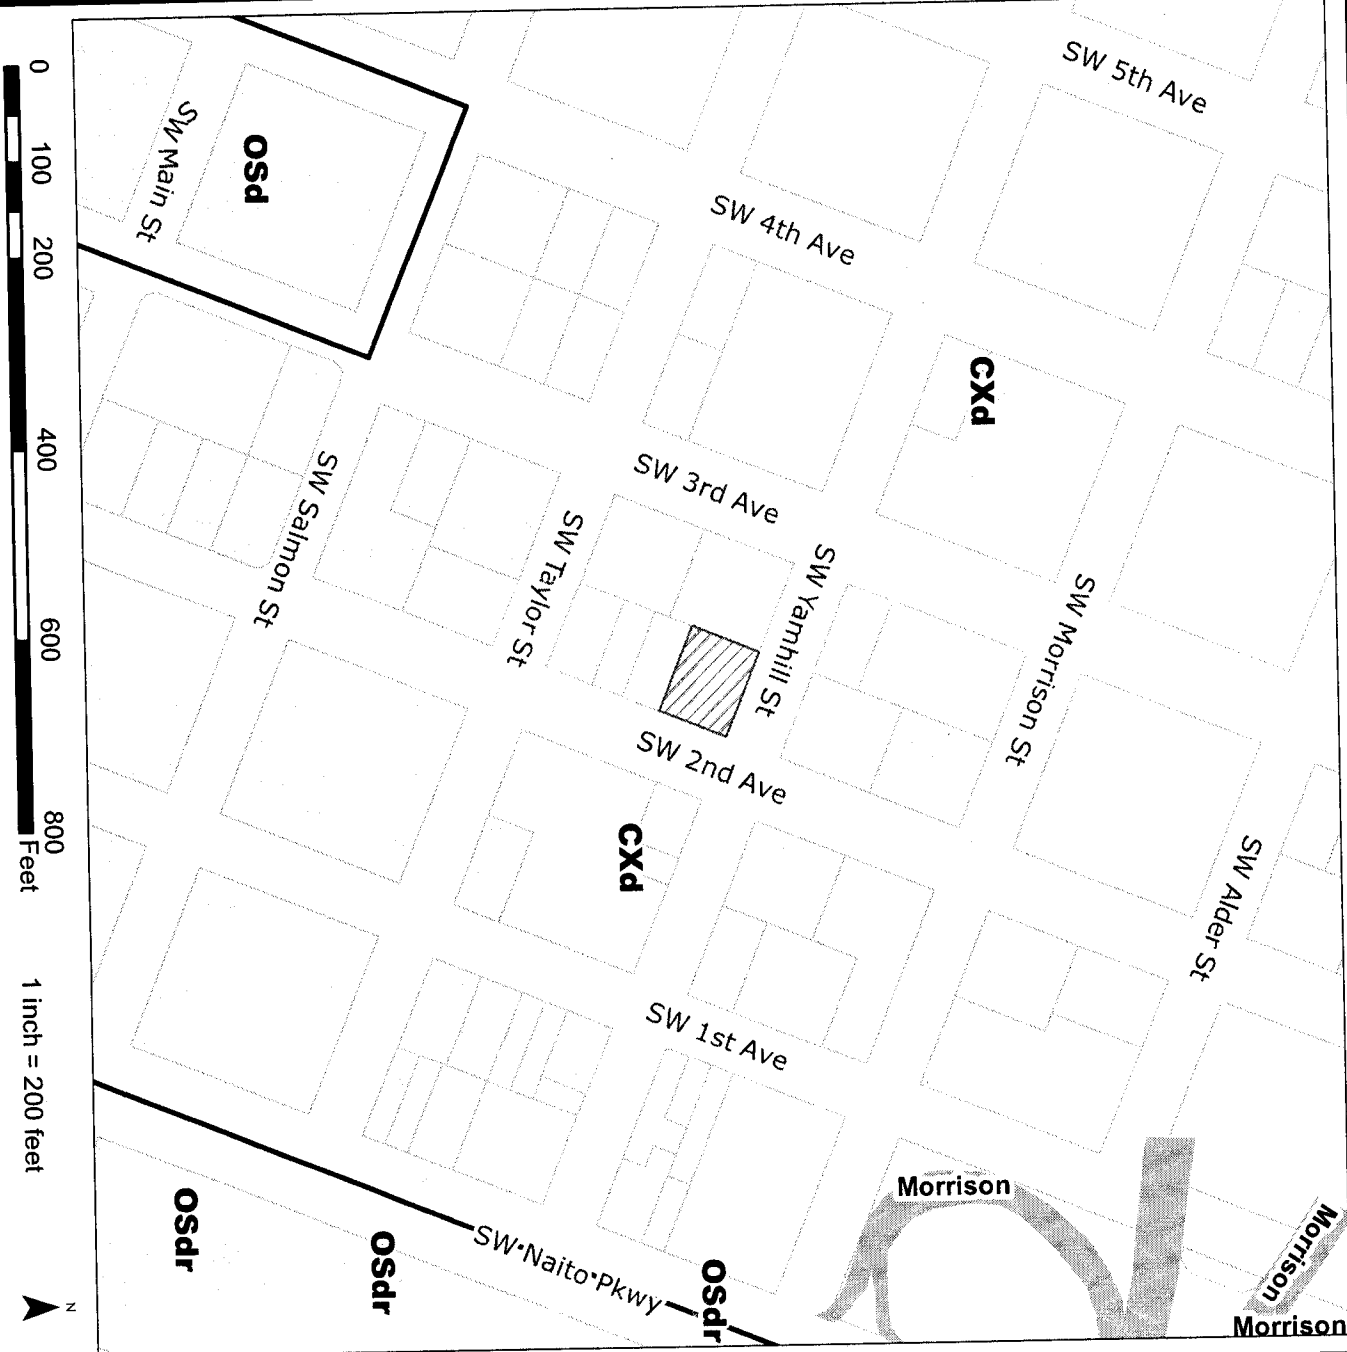 SW 5th Ave
SW Main St
OSd
SW 4th Ave
CXd
SW 3rd Ave
SW Salmon St
SW Taylor St
SW Yamhill St
SW Morrison St
SW 2nd Ave
CXd
SW Alder St
SW 1st Ave
Morrison
Morrison
Morrison
OSdr
OSdr
OSdr
SW Naito Pkwy
0
100
200
400
600
800
Feet
1 inch = 200 feet
N